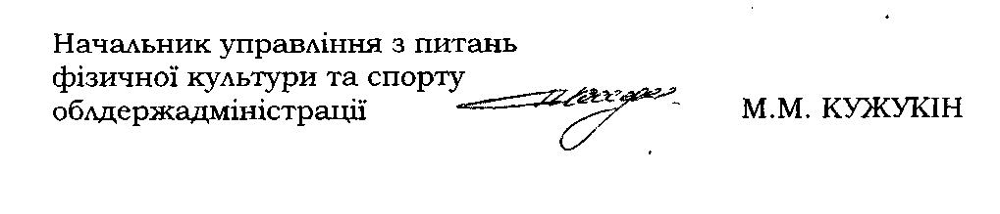 Начальник управління з питань
фізичної культури та спорту
облдержадміністрації М.М. КУЖУКІН